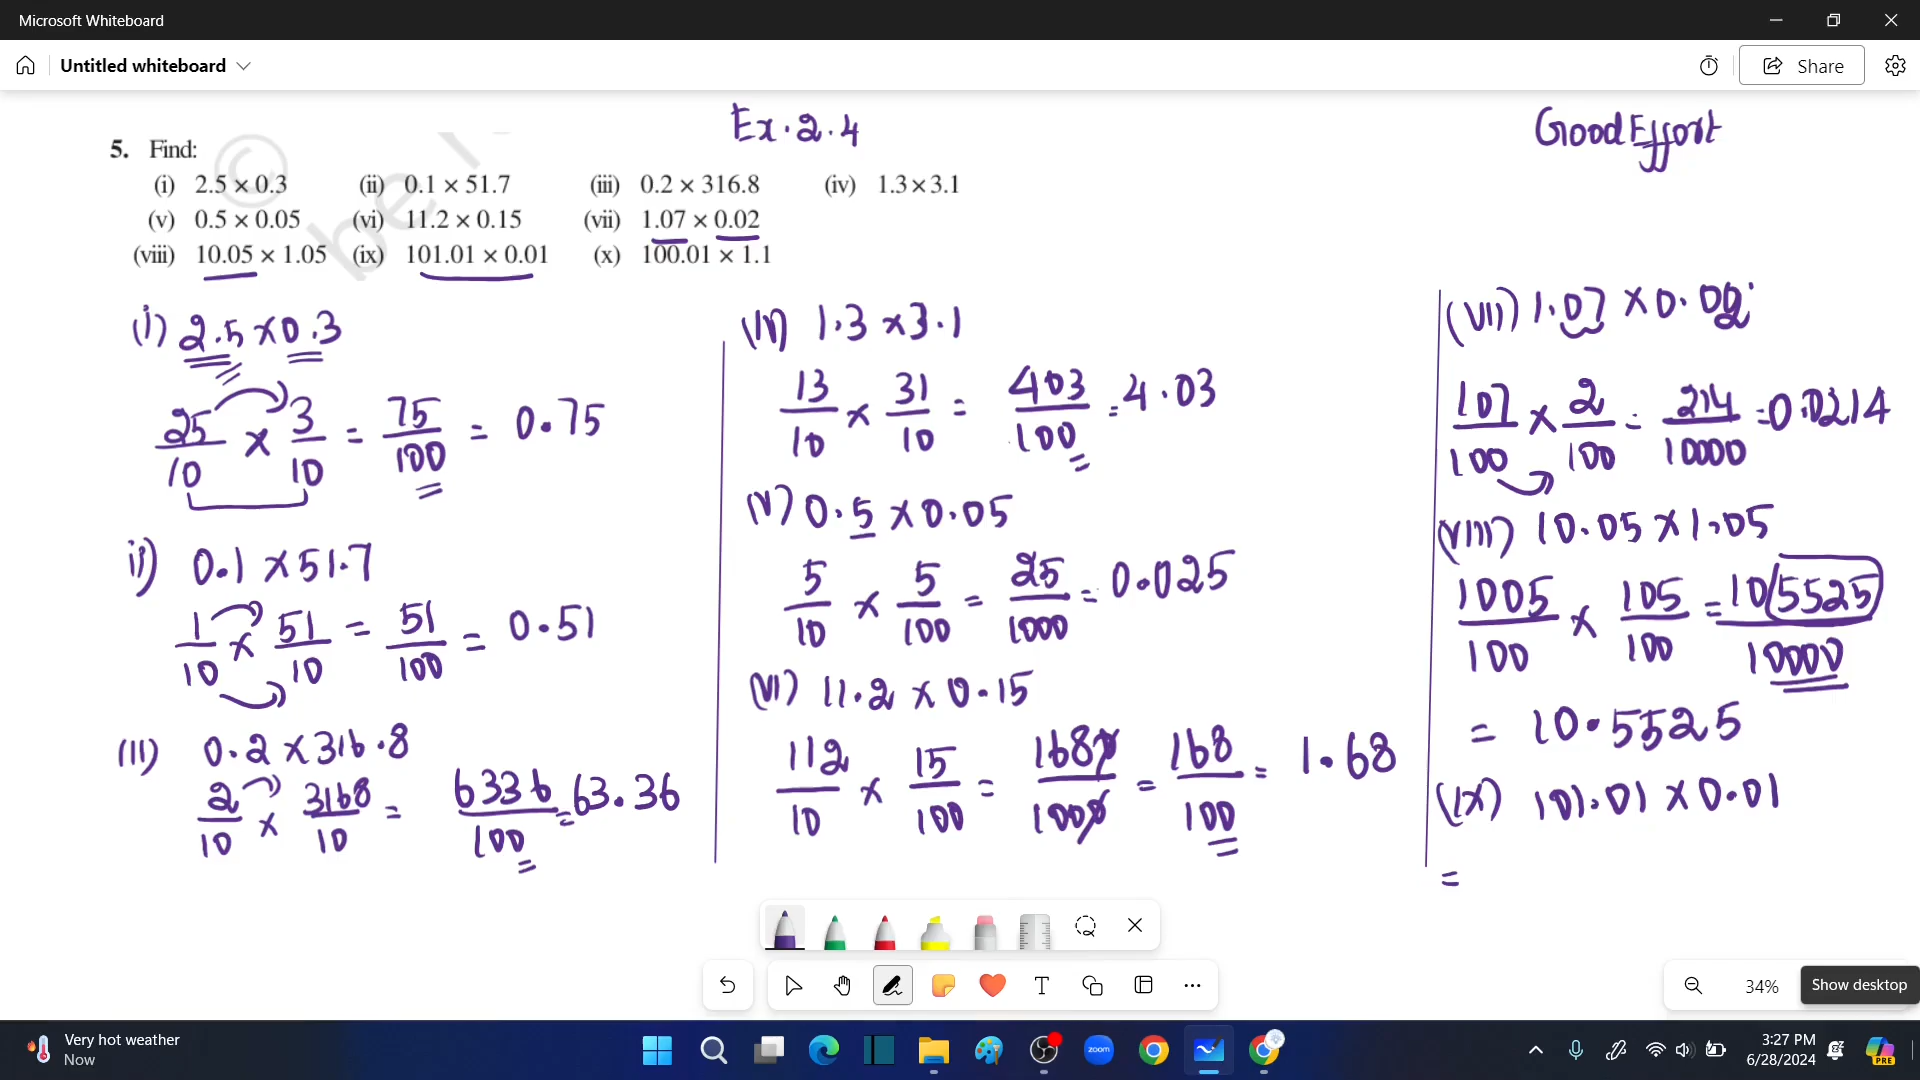 Microsoft Whiteboard
Untitled whiteboard
Share
Ex.2.4
Good Effort
5. Find:
(i) 2.5 × 0.3 (ii) 0.1 × 51.7 (iii) 0.2 × 316.8 (iv) 1.3 × 3.1
(v) 0.5 × 0.05 (vi) 11.2 × 0.15 (vii) 1.07 × 0.02
(viii) 10.05 × 1.05 (ix) 101.01 × 0.01 (x) 100.01 × 1.1
(i) 2.5 × 0.3
25/10 × 3/10 = 75/100 = 0.75
ii) 0.1 × 51.7
1/10 × 51/10 = 51/100 = 0.51
(III) 0.2 × 316.8
2/10 × 3168/10 = 6336/100 = 63.36
(IV) 1.3 × 3.1
13/10 × 31/10 = 403/100 = 4.03
(V) 0.5 × 0.05
5/10 × 5/100 = 25/1000 = 0.025
(VI) 11.2 × 0.15
112/10 × 15/100 = 1680/1000 = 168/100 = 1.68
(VII) 1.07 × 0.02
107/100 × 2/100 = 214/10000 = 0.0214
(VIII) 10.05 × 1.05
1005/100 × 105/100 = 105525/10000
= 10.5525
(IX) 101.01 × 0.01
=
34%
Show desktop
Very hot weather
Now
zoom
3:27 PM
6/28/2024
PRE